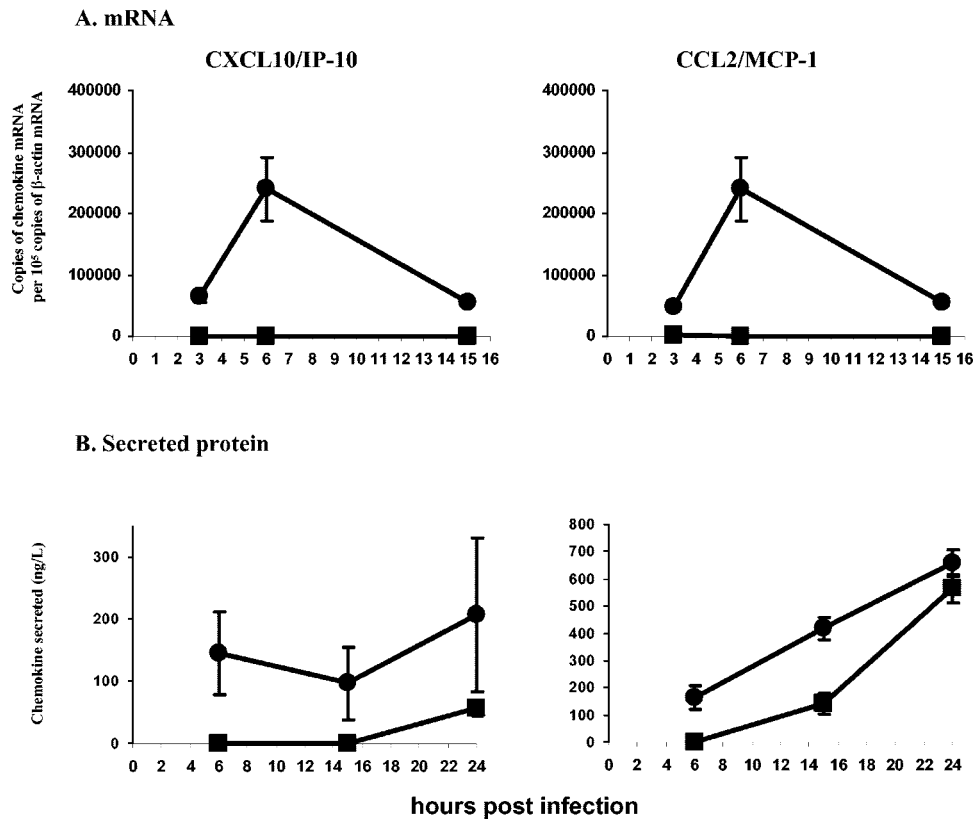 A. mRNA
CXCL10/IP-10
CCL2/MCP-1
Copies of chemokine mRNA
per 10⁵ copies of β-actin mRNA
400000
300000
200000
100000
0
0 1 2 3 4 5 6 7 8 9 10 11 12 13 14 15 16
400000
300000
200000
100000
0
0 1 2 3 4 5 6 7 8 9 10 11 12 13 14 15 16
B. Secreted protein
Chemokine secreted (ng/L)
300
200
100
0
0 2 4 6 8 10 12 14 16 18 20 22 24
800
700
600
500
400
300
200
100
0
0 2 4 6 8 10 12 14 16 18 20 22 24
hours post infection